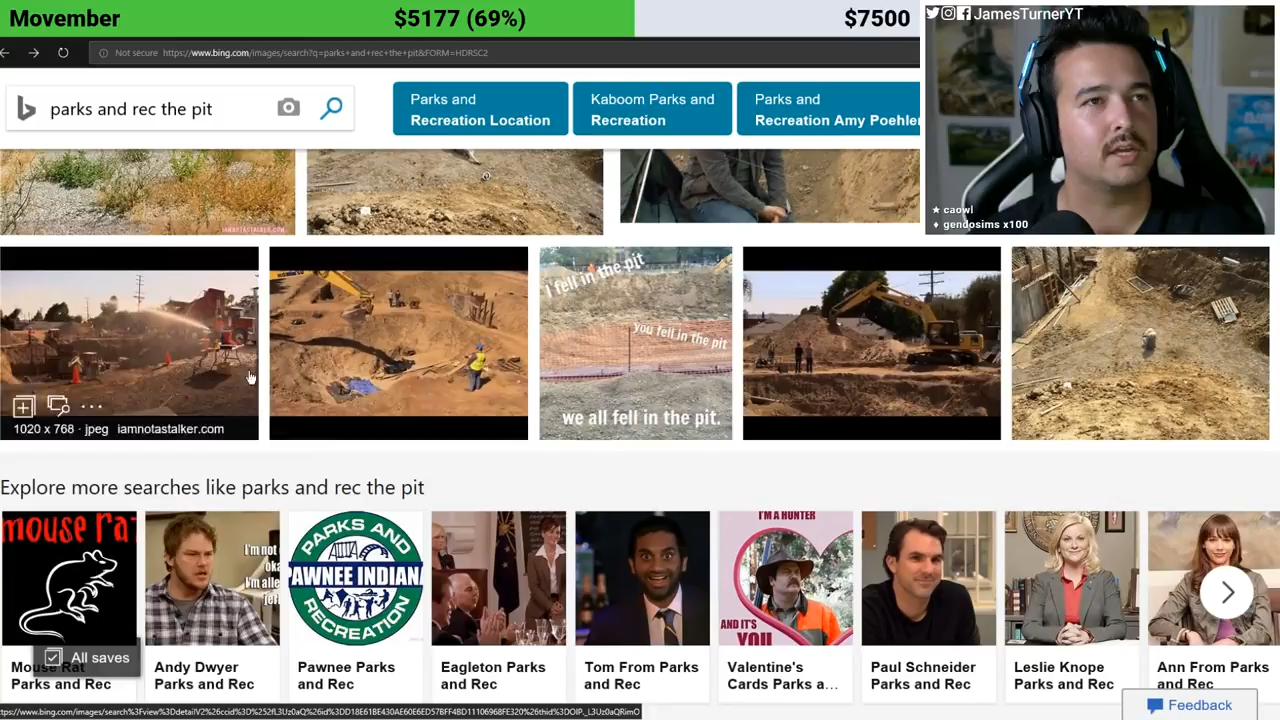 Movember
$5177 (69%)
$7500
JamesTurnerYT
Not secure https://www.bing.com/images/search?q=parks+and+rec+the+pit&FORM=HDRSC2
parks and rec the pit
Parks and
Recreation Location
Kaboom Parks and
Recreation
Parks and
Recreation Amy Poehler
caowl
gendosims x100
IAMNOTASTALKER.COM
I fell in the pit
you fell in the pit
we all fell in the pit.
1020 x 768 · jpeg iamnotastalker.com
Explore more searches like parks and rec the pit
mouse rat
I'm not
I'm alle
PARKS AND
PAWNEE INDIANA
RECREATION
I'M A HUNTER
AND IT'S
YOU
Mouse Rat
Parks and Rec
All saves
Andy Dwyer
Parks and Rec
Pawnee Parks
and Rec
Eagleton Parks
and Rec
Tom From Parks
and Rec
Valentine's
Cards Parks a...
Paul Schneider
Parks and Rec
Leslie Knope
Parks and Rec
Ann From Parks
and Rec
Feedback